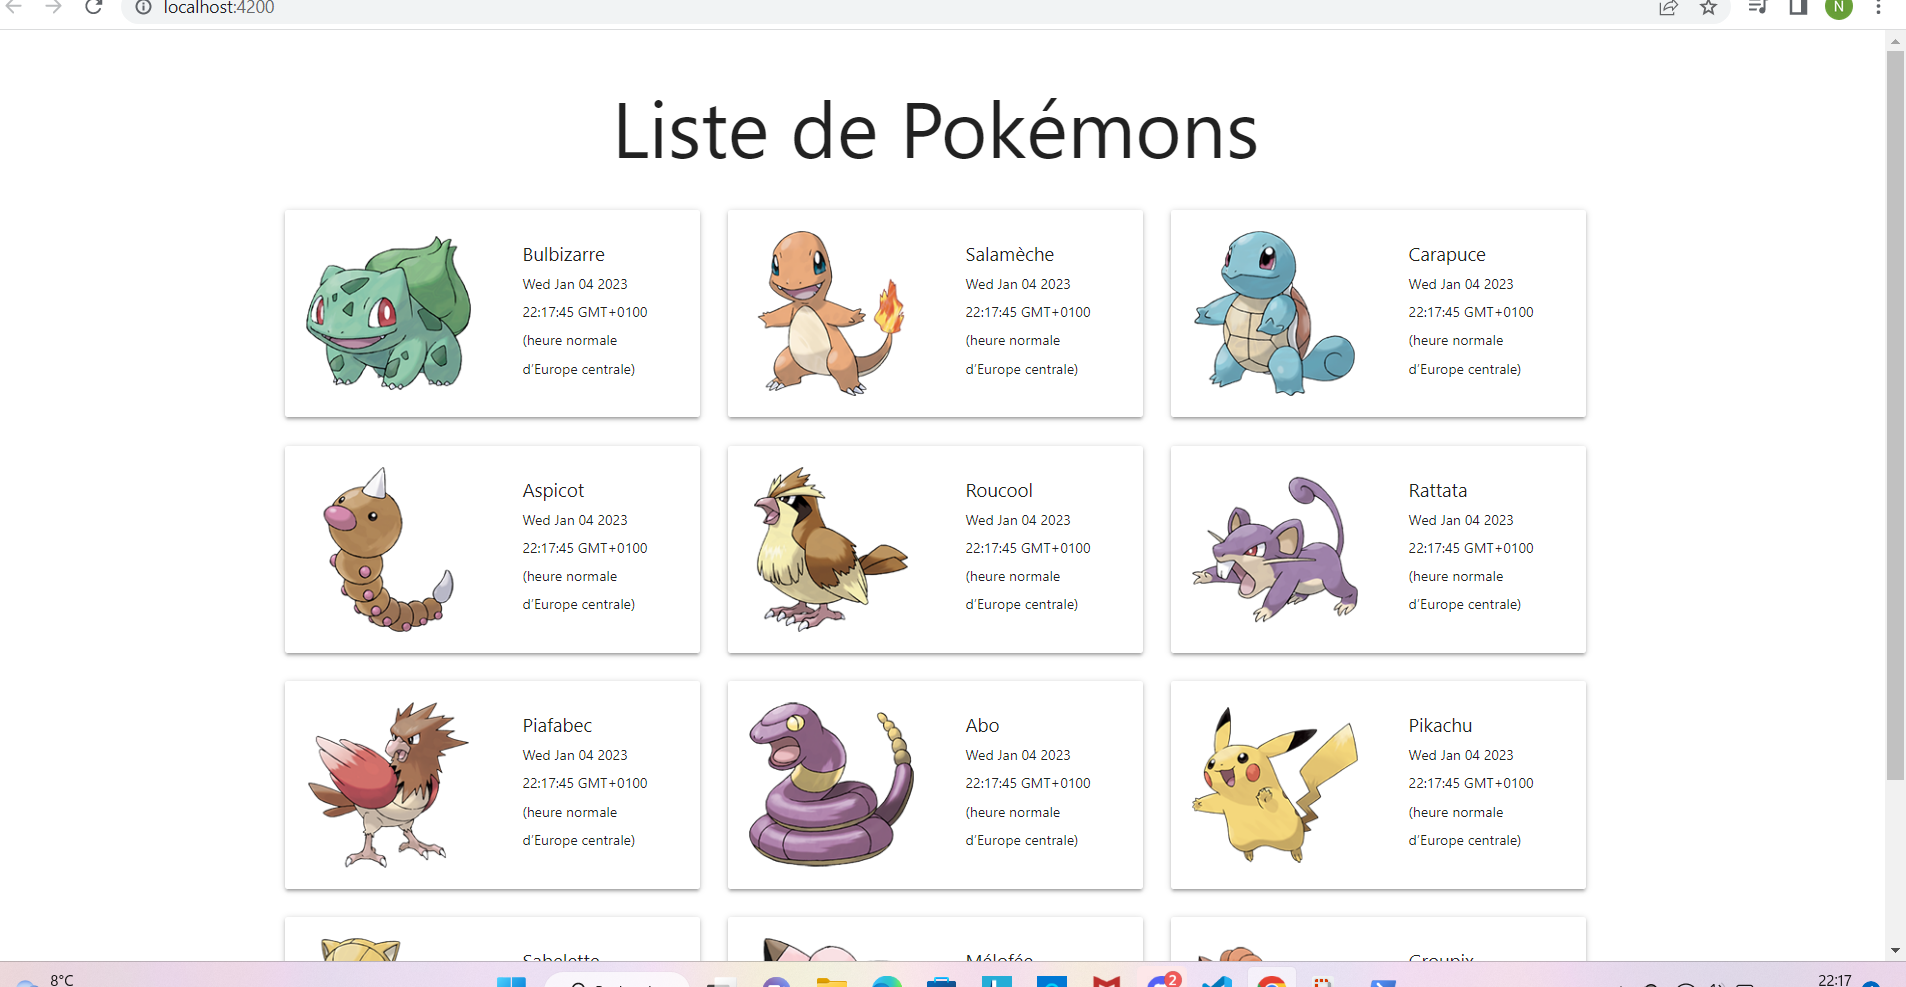 localhost:4200
N
Liste de Pokémons
Bulbizarre
Wed Jan 04 2023
22:17:45 GMT+0100
(heure normale
d’Europe centrale)
Salamèche
Wed Jan 04 2023
22:17:45 GMT+0100
(heure normale
d’Europe centrale)
Carapuce
Wed Jan 04 2023
22:17:45 GMT+0100
(heure normale
d’Europe centrale)
Aspicot
Wed Jan 04 2023
22:17:45 GMT+0100
(heure normale
d’Europe centrale)
Roucool
Wed Jan 04 2023
22:17:45 GMT+0100
(heure normale
d’Europe centrale)
Rattata
Wed Jan 04 2023
22:17:45 GMT+0100
(heure normale
d’Europe centrale)
Piafabec
Wed Jan 04 2023
22:17:45 GMT+0100
(heure normale
d’Europe centrale)
Abo
Wed Jan 04 2023
22:17:45 GMT+0100
(heure normale
d’Europe centrale)
Pikachu
Wed Jan 04 2023
22:17:45 GMT+0100
(heure normale
d’Europe centrale)
Sabelette
Mélofée
Groupix
8°C
2
22:17